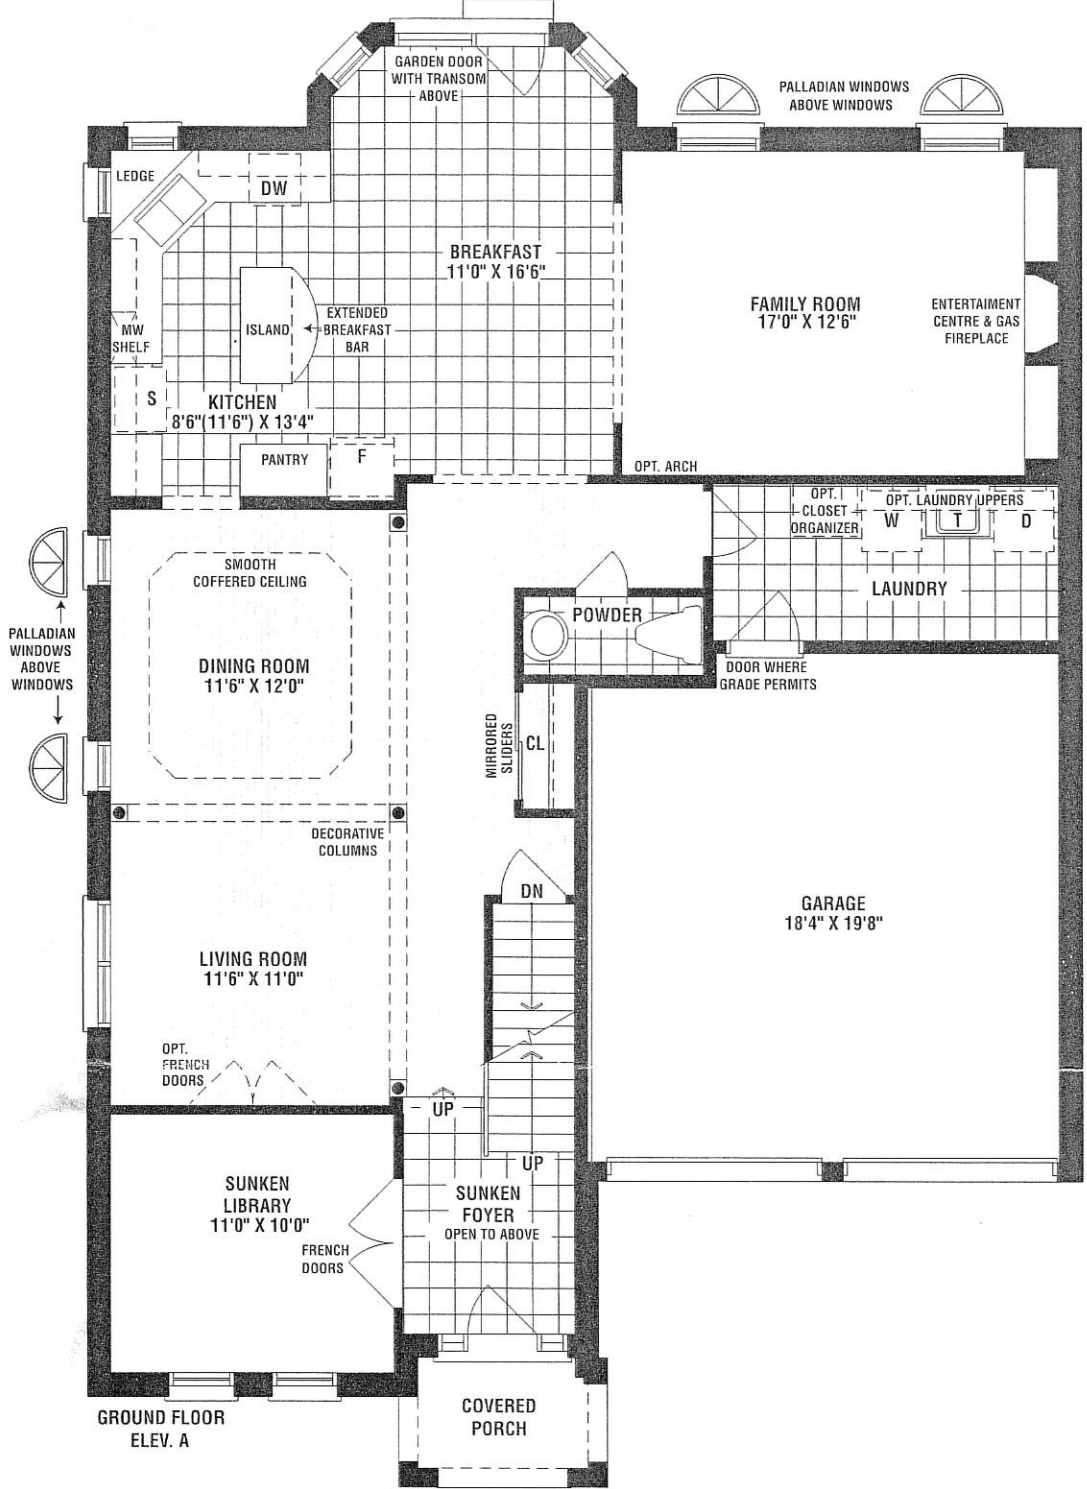 GARDEN DOOR
WITH TRANSOM
ABOVE
PALLADIAN WINDOWS
ABOVE WINDOWS
LEDGE
DW
BREAKFAST
11'0" X 16'6"
FAMILY ROOM
17'0" X 12'6"
ENTERTAIMENT
CENTRE & GAS
FIREPLACE
ISLAND
EXTENDED
BREAKFAST
BAR
MW
SHELF
S
KITCHEN
8'6"(11'6") X 13'4"
PANTRY
F
OPT. ARCH
OPT.
CLOSET
ORGANIZER
OPT. LAUNDRY UPPERS
W
T
D
LAUNDRY
SMOOTH
COFFERED CEILING
PALLADIAN
WINDOWS
ABOVE
WINDOWS
DINING ROOM
11'6" X 12'0"
POWDER
DOOR WHERE
GRADE PERMITS
MIRRORED
SLIDERS
CL
DECORATIVE
COLUMNS
DN
GARAGE
18'4" X 19'8"
LIVING ROOM
11'6" X 11'0"
OPT.
FRENCH
DOORS
UP
UP
SUNKEN
LIBRARY
11'0" X 10'0"
FRENCH
DOORS
SUNKEN
FOYER
OPEN TO ABOVE
COVERED
PORCH
GROUND FLOOR
ELEV. A